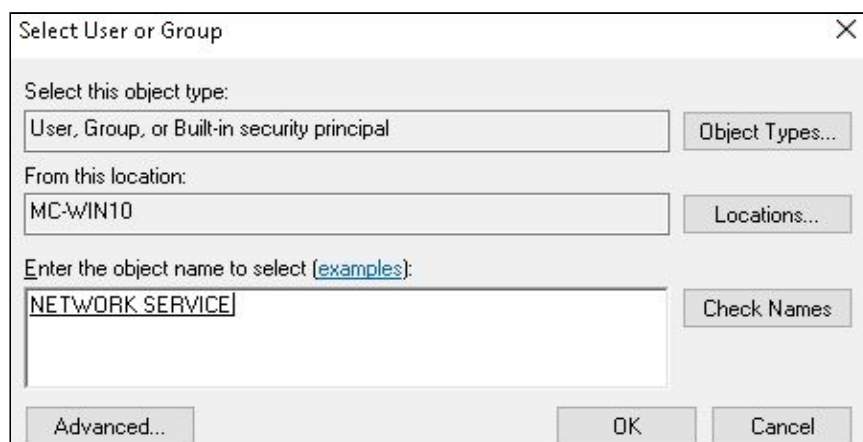 Select User or Group
Select this object type:
User, Group, or Built-in security principal
Object Types...
From this location:
MC-WIN10
Locations...
Enter the object name to select (examples):
NETWORK SERVICE
Check Names
Advanced...
OK
Cancel